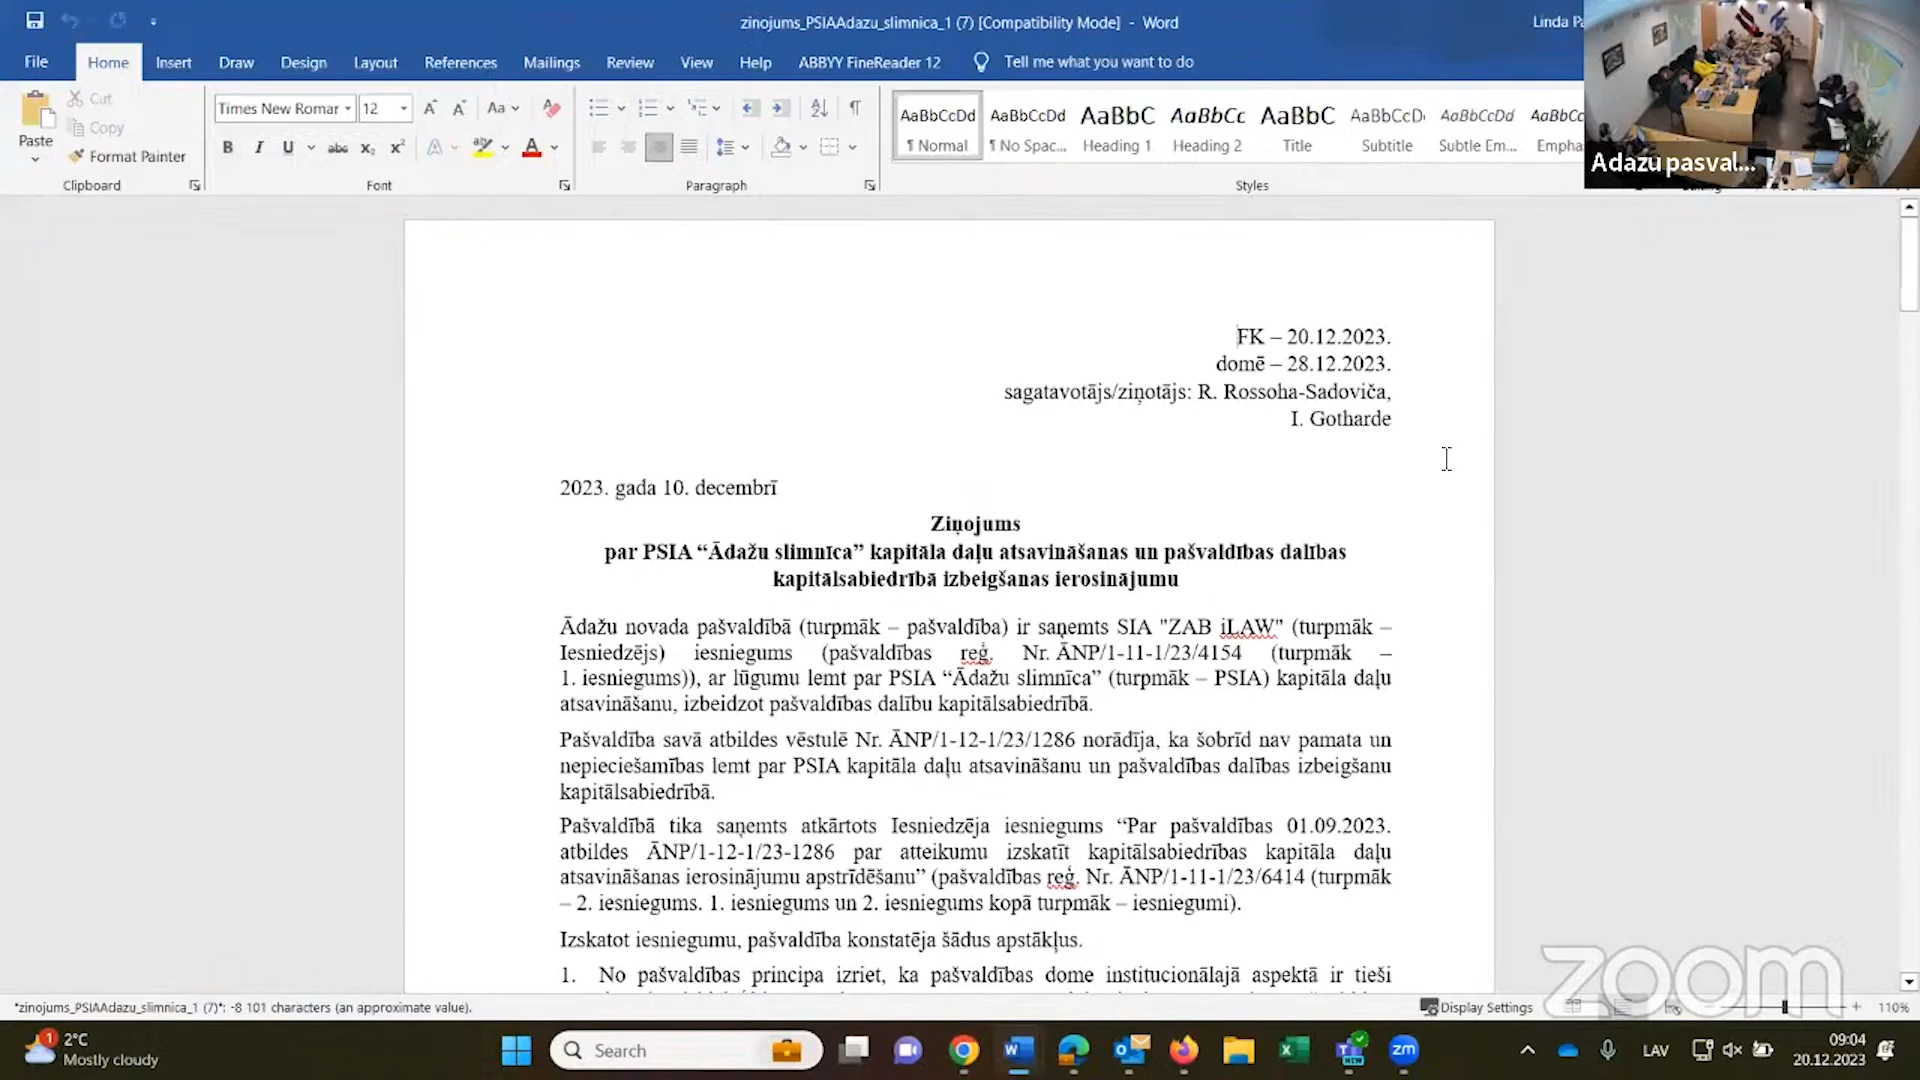 zinojums_PSIAAdazu_slimnica_1 (7) [Compatibility Mode] - Word
Linda
File Home Insert Draw Design Layout References Mailings Review View Help ABBYY FineReader 12 Tell me what you want to do
Adazu pasval...
Paste
Cut
Copy
Format Painter
Clipboard
Times New Romar 12
Font
Paragraph
AaBbCcDd AaBbCcDd AaBbC AaBbCc AaBbC AaBbCcD AaBbCcDd AaBbCc
¶ Normal ¶ No Spac... Heading 1 Heading 2 Title Subtitle Subtle Em... Empha
Styles
FK – 20.12.2023.
domē – 28.12.2023.
sagatavotājs/ziņotājs: R. Rossoha-Sadoviča,
I. Gotharde
2023. gada 10. decembrī
Ziņojums
par PSIA “Ādažu slimnīca” kapitāla daļu atsavināšanas un pašvaldības dalības
kapitālsabiedrībā izbeigšanas ierosinājumu
Ādažu novada pašvaldībā (turpmāk – pašvaldība) ir saņemts SIA "ZAB iLAW" (turpmāk –
Iesniedzējs) iesniegums (pašvaldības reģ. Nr. ĀNP/1-11-1/23/4154 (turpmāk –
1. iesniegums)), ar lūgumu lemt par PSIA “Ādažu slimnīca” (turpmāk – PSIA) kapitāla daļu
atsavināšanu, izbeidzot pašvaldības dalību kapitālsabiedrībā.
Pašvaldība savā atbildes vēstulē Nr. ĀNP/1-12-1/23/1286 norādīja, ka šobrīd nav pamata un
nepieciešamības lemt par PSIA kapitāla daļu atsavināšanu un pašvaldības dalības izbeigšanu
kapitālsabiedrībā.
Pašvaldībā tika saņemts atkārtots Iesniedzēja iesniegums “Par pašvaldības 01.09.2023.
atbildes ĀNP/1-12-1/23-1286 par atteikumu izskatīt kapitālsabiedrības kapitāla daļu
atsavināšanas ierosinājumu apstrīdēšanu” (pašvaldības reģ. Nr. ĀNP/1-11-1/23/6414 (turpmāk
– 2. iesniegums. 1. iesniegums un 2. iesniegums kopā turpmāk – iesniegumi).
Izskatot iesniegumu, pašvaldība konstatēja šādus apstākļus.
1. No pašvaldības principa izriet, ka pašvaldības dome institucionālajā aspektā ir tieši
"zinojums_PSIAAdazu_slimnica_1 (7)": -8 101 characters (an approximate value).
Display Settings
110%
zoom
2°C
Mostly cloudy
Search
LAV
09:04
20.12.2023